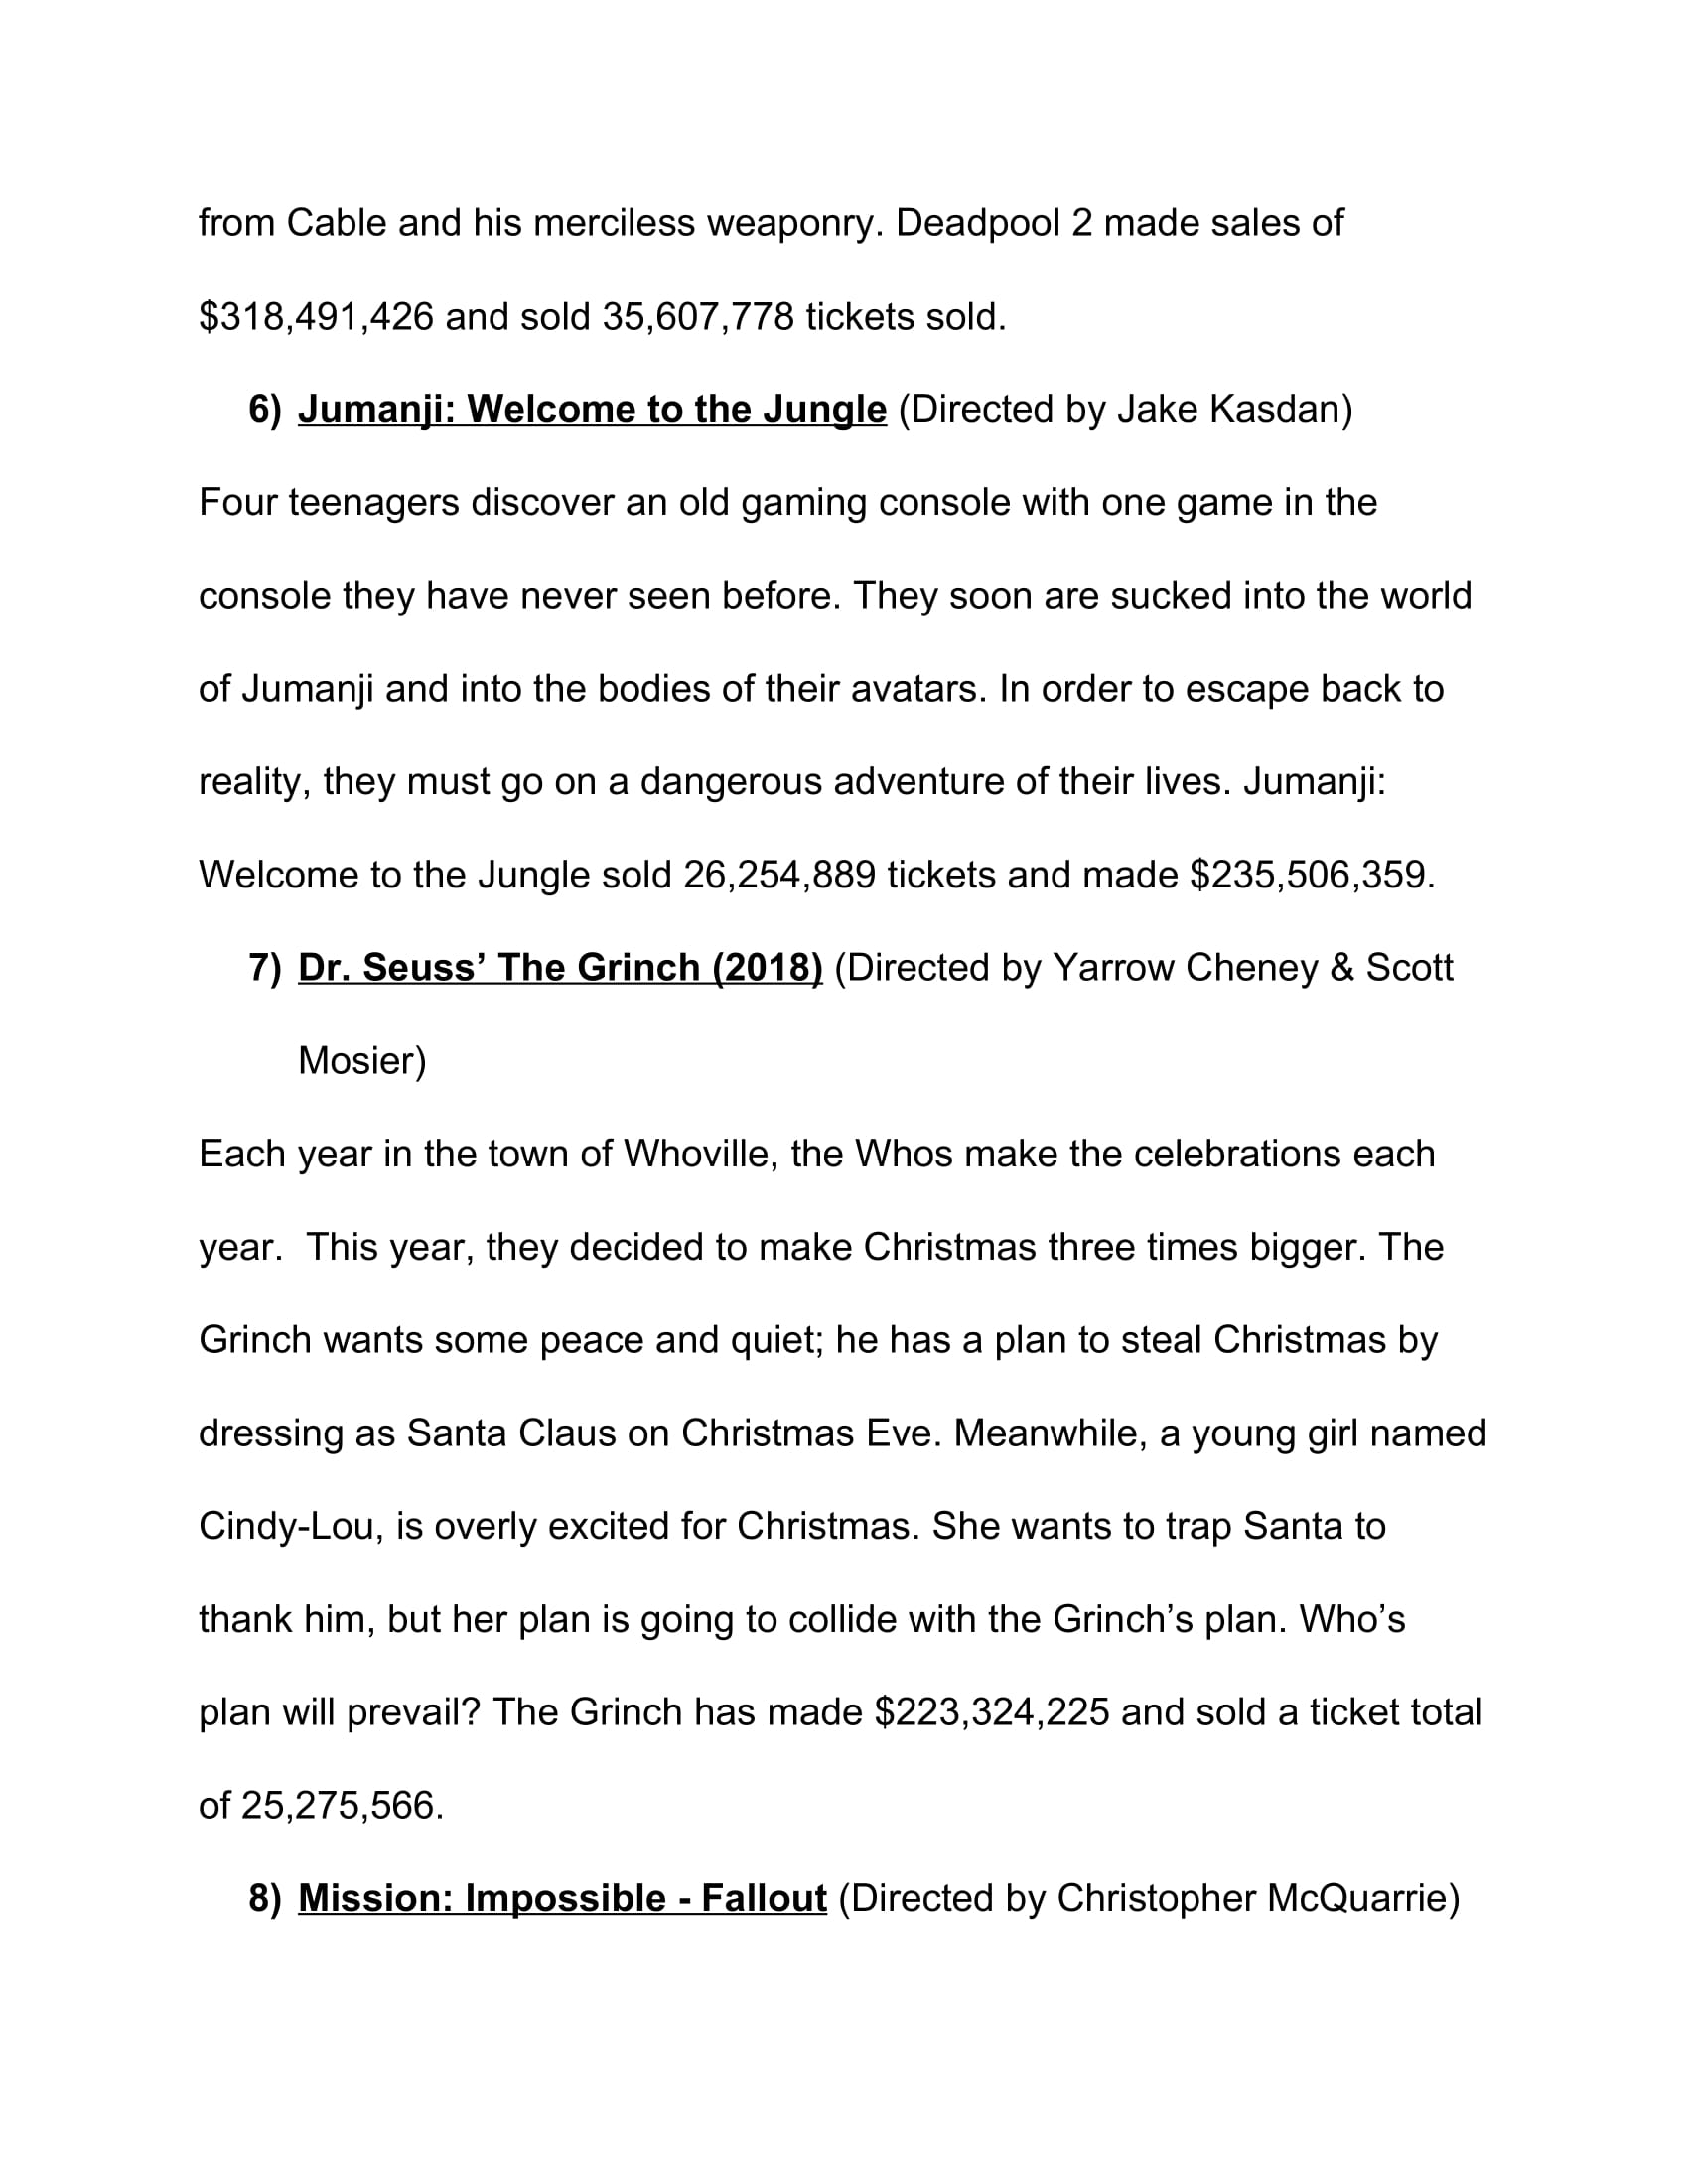 from Cable and his merciless weaponry. Deadpool 2 made sales of
$318,491,426 and sold 35,607,778 tickets sold.
6) Jumanji: Welcome to the Jungle (Directed by Jake Kasdan)
Four teenagers discover an old gaming console with one game in the
console they have never seen before. They soon are sucked into the world
of Jumanji and into the bodies of their avatars. In order to escape back to
reality, they must go on a dangerous adventure of their lives. Jumanji:
Welcome to the Jungle sold 26,254,889 tickets and made $235,506,359.
7) Dr. Seuss’ The Grinch (2018) (Directed by Yarrow Cheney & Scott
Mosier)
Each year in the town of Whoville, the Whos make the celebrations each
year.  This year, they decided to make Christmas three times bigger. The
Grinch wants some peace and quiet; he has a plan to steal Christmas by
dressing as Santa Claus on Christmas Eve. Meanwhile, a young girl named
Cindy-Lou, is overly excited for Christmas. She wants to trap Santa to
thank him, but her plan is going to collide with the Grinch’s plan. Who’s
plan will prevail? The Grinch has made $223,324,225 and sold a ticket total
of 25,275,566.
8) Mission: Impossible - Fallout (Directed by Christopher McQuarrie)